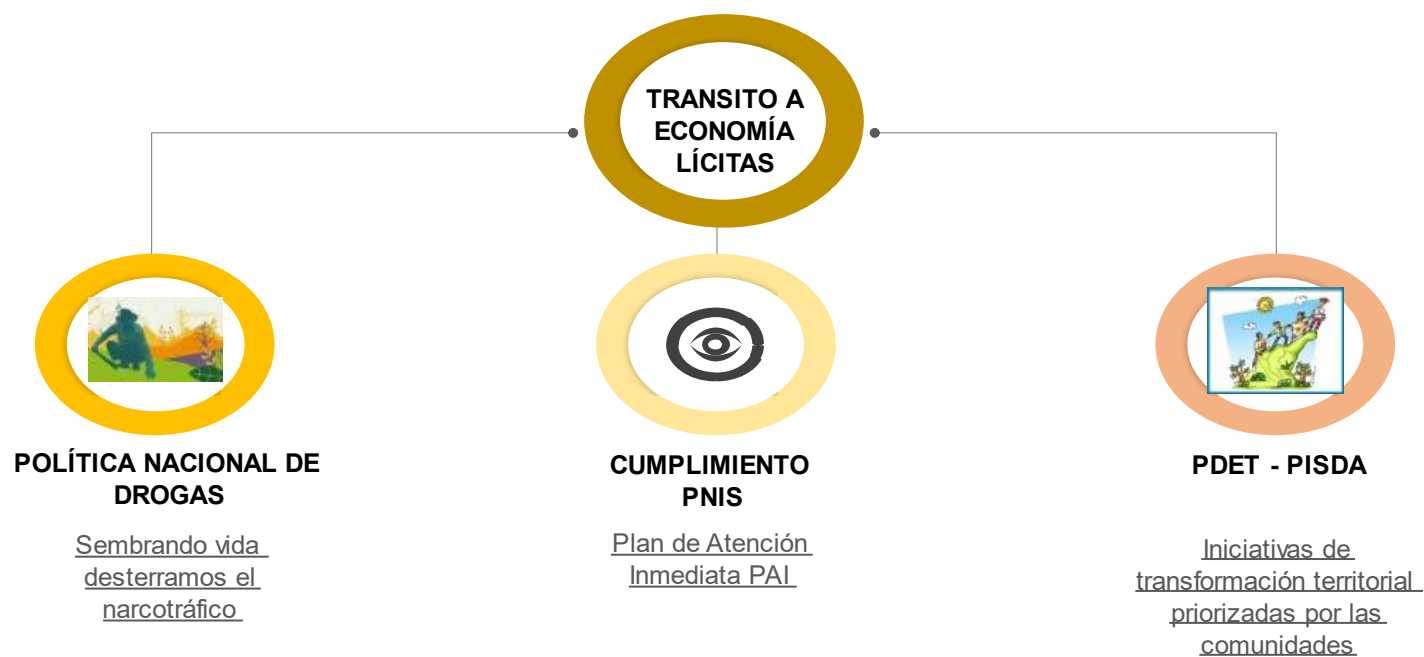 TRANSITO A
ECONOMÍA
LÍCITAS
POLÍTICA NACIONAL DE
DROGAS
Sembrando vida
desterramos el
narcotráfico
CUMPLIMIENTO
PNIS
Plan de Atención
Inmediata PAI
PDET - PISDA
Iniciativas de
transformación territorial
priorizadas por las
comunidades